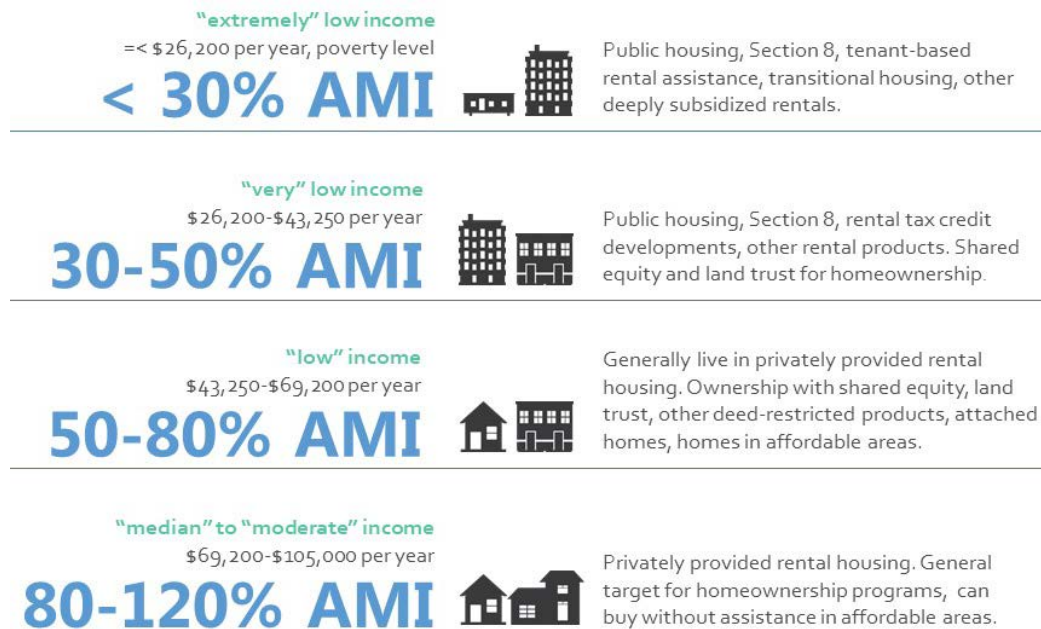 “extremely” low income
=< $26,200 per year, poverty level
< 30% AMI
Public housing, Section 8, tenant-based
rental assistance, transitional housing, other
deeply subsidized rentals.
“very” low income
$26,200-$43,250 per year
30-50% AMI
Public housing, Section 8, rental tax credit
developments, other rental products. Shared
equity and land trust for homeownership.
“low” income
$43,250-$69,200 per year
50-80% AMI
Generally live in privately provided rental
housing. Ownership with shared equity, land
trust, other deed-restricted products, attached
homes, homes in affordable areas.
“median” to “moderate” income
$69,200-$105,000 per year
80-120% AMI
Privately provided rental housing. General
target for homeownership programs, can
buy without assistance in affordable areas.